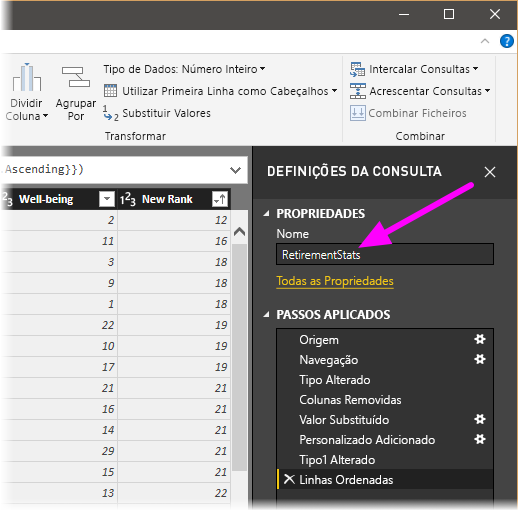 ?
Dividir Coluna
Agrupar Por
Tipo de Dados: Número Inteiro
Utilizar Primeira Linha como Cabeçalhos
1 2 Substituir Valores
Transformar
Intercalar Consultas
Acrescentar Consultas
Combinar Ficheiros
Combinar
Ascending}})
23 Well-being 123 New Rank
2 12
11 16
3 18
9 18
1 18
22 19
10 19
17 19
21 21
16 21
14 21
29 21
15 21
13 22
DEFINIÇÕES DA CONSULTA
PROPRIEDADES
Nome
RetirementStats
Todas as Propriedades
PASSOS APLICADOS
Origem
Navegação
Tipo Alterado
Colunas Removidas
Valor Substituído
Personalizado Adicionado
Tipo1 Alterado
Linhas Ordenadas